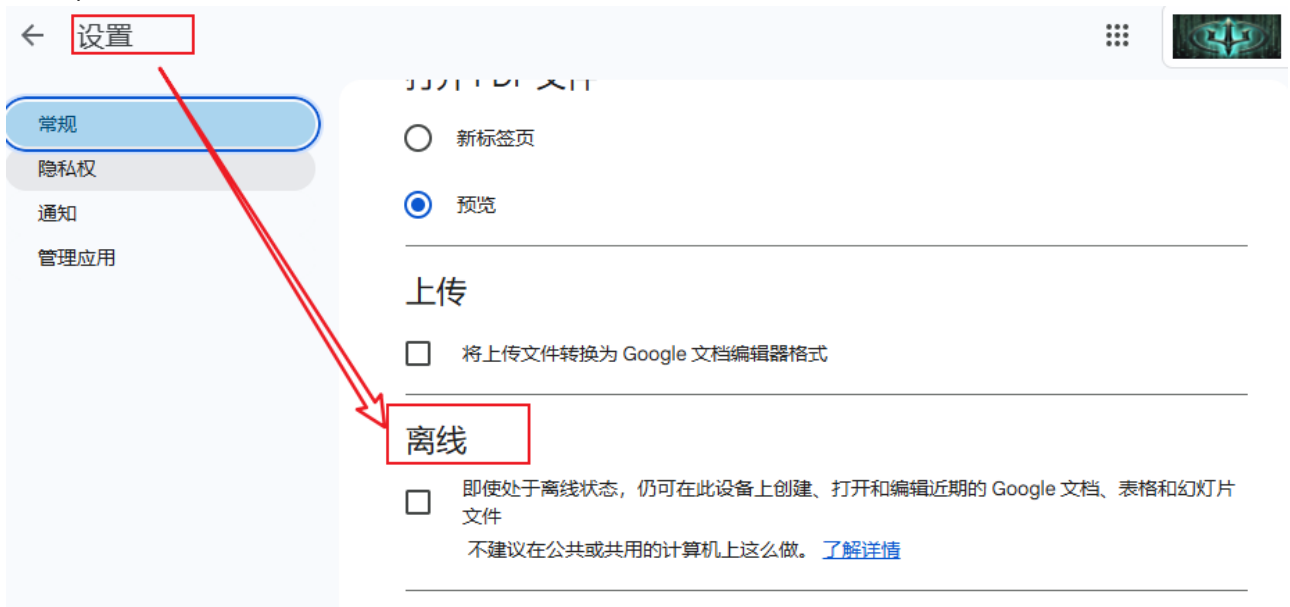 设置
常规
隐私权
通知
管理应用
打开 PDF 文件
新标签页
预览
上传
将上传文件转换为 Google 文档编辑器格式
离线
即使处于离线状态，仍可在此设备上创建、打开和编辑近期的 Google 文档、表格和幻灯片
文件
不建议在公共或共用的计算机上这么做。 了解详情